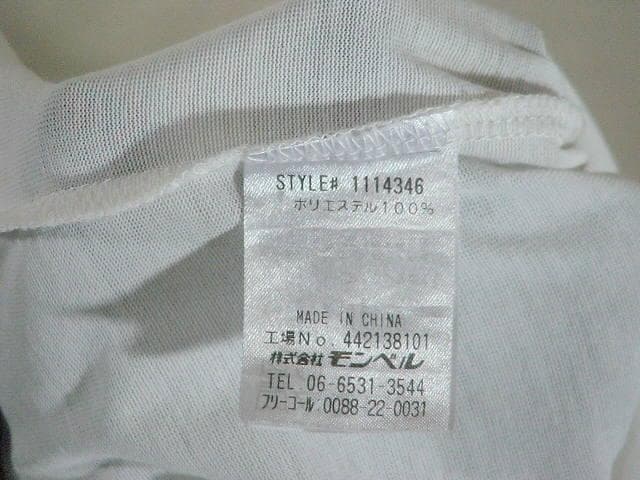 STYLE# 1114346
ポリエステル100%
MADE IN CHINA
工場No. 442138101
株式会社 モンベル
TEL 06-6531-3544
フリーコール 0088-22-0031